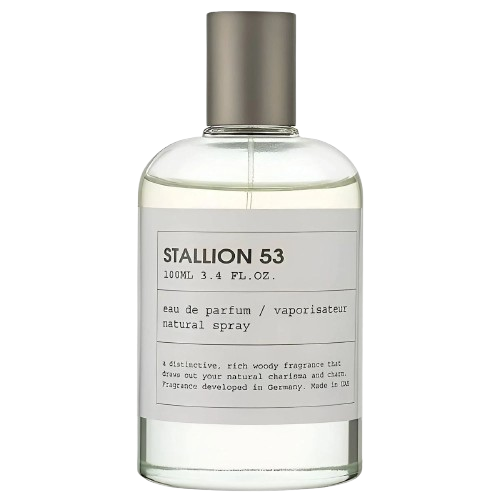 STALLION 53
100ML 3.4 FL.OZ.
eau de parfum / vaporisateur
natural spray
a distinctive, rich woody fragrance that
draws out your natural charisma and charm.
Fragrance developed in Germany. Made in UAE